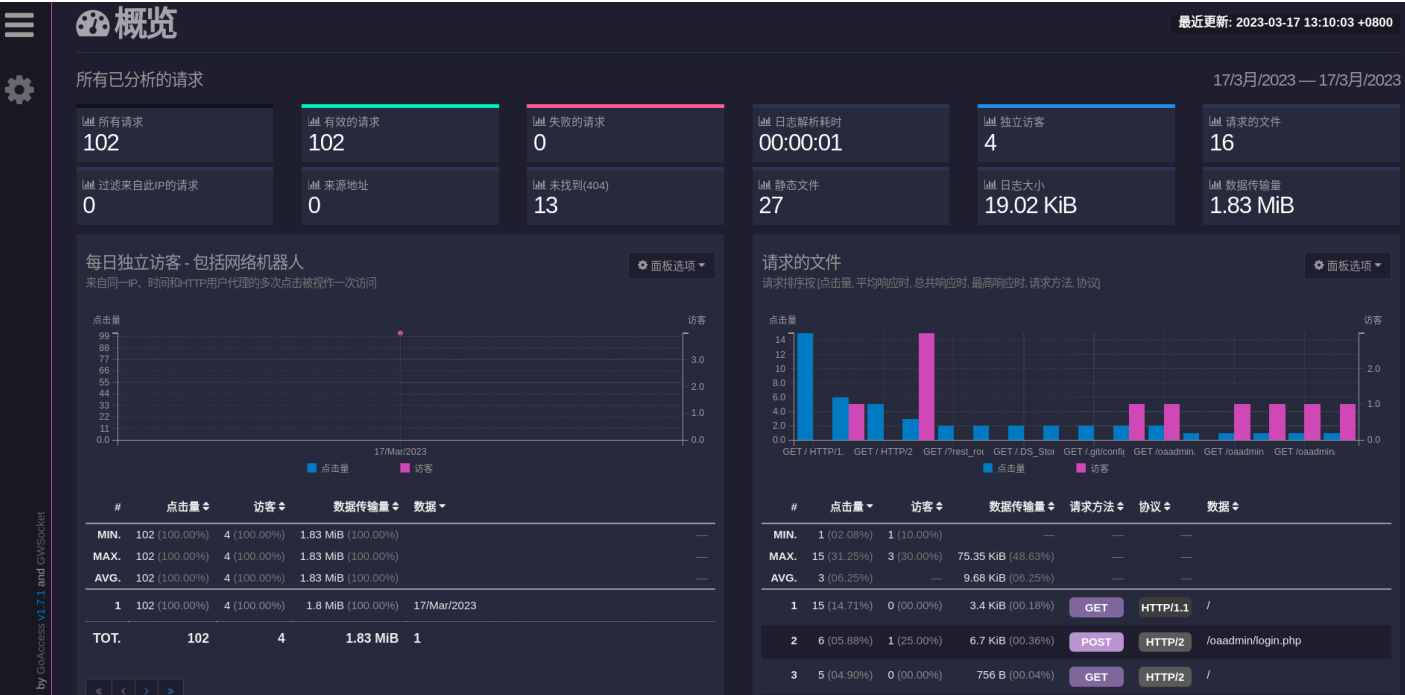 概览
最近更新: 2023-03-17 13:10:03 +0800
所有已分析的请求
17/3月/2023 — 17/3月/2023
所有请求
102
有效的请求
102
失败的请求
0
日志解析耗时
00:00:01
独立访客
4
请求的文件
16
过滤来自此IP的请求
0
来源地址
0
未找到(404)
13
静态文件
27
日志大小
19.02 KiB
数据传输量
1.83 MiB
每日独立访客 - 包括网络机器人
面板选项
来自同一IP、时间和HTTP用户代理的多次点击被视作一次访问
点击量
访客
99
88
77
66
55
44
33
22
11
0.0
3.0
2.0
1.0
0.0
17/Mar/2023
点击量
访客
# 点击量 访客 数据传输量 数据
MIN. 102 (100.00%) 4 (100.00%) 1.83 MiB (100.00%) —
MAX. 102 (100.00%) 4 (100.00%) 1.83 MiB (100.00%) —
AVG. 102 (100.00%) 4 (100.00%) 1.83 MiB (100.00%) —
1 102 (100.00%) 4 (100.00%) 1.8 MiB (100.00%) 17/Mar/2023
TOT. 102 4 1.83 MiB 1
« ‹ › »
请求的文件
面板选项
请求排序按 [点击量, 平均响应时, 总共响应时, 最高响应时, 请求方法, 协议]
点击量
访客
14
12
10
8.0
6.0
4.0
2.0
0.0
2.0
1.0
0.0
GET / HTTP/1. GET / HTTP/2 GET /?rest_rou GET /.DS_Stor GET /.git/config GET /oaadmin. GET /oaadmin GET /oaadmin.
点击量
访客
# 点击量 访客 数据传输量 请求方法 协议 数据
MIN. 1 (02.08%) 1 (10.00%) — — —
MAX. 15 (31.25%) 3 (30.00%) 75.35 KiB (48.63%) — —
AVG. 3 (06.25%) — 9.68 KiB (06.25%) — —
1 15 (14.71%) 0 (00.00%) 3.4 KiB (00.18%) GET HTTP/1.1 /
2 6 (05.88%) 1 (25.00%) 6.7 KiB (00.36%) POST HTTP/2 /oaadmin/login.php
3 5 (04.90%) 0 (00.00%) 756 B (00.04%) GET HTTP/2 /
by GoAccess v1.7.1 and GWSocket